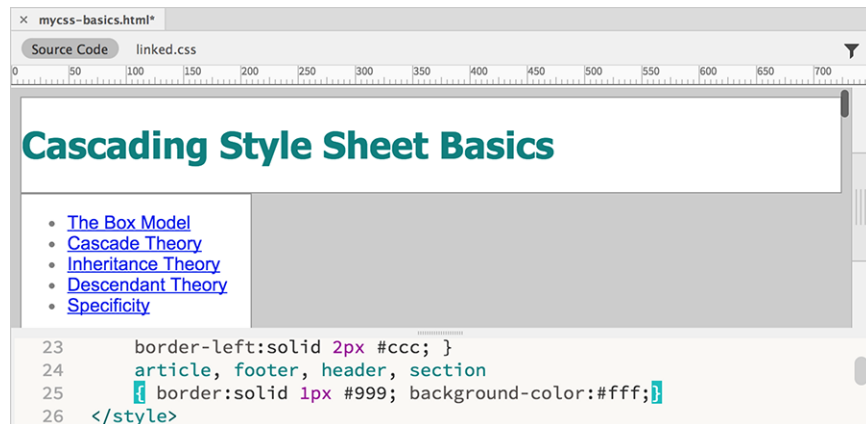 × mycss-basics.html*
Source Code linked.css
0 50 100 150 200 250 300 350 400 450 500 550 600 650 700
Cascading Style Sheet Basics
• The Box Model
• Cascade Theory
• Inheritance Theory
• Descendant Theory
• Specificity
23 border-left:solid 2px #ccc; }
24 article, footer, header, section
25 { border:solid 1px #999; background-color:#fff;}
26 </style>